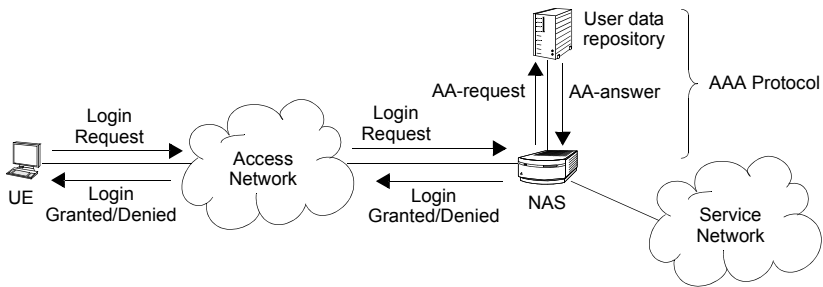 User data
repository
AA-request
AA-answer
AAA Protocol
Login
Request
Login
Request
Access
Network
UE
Login
Granted/Denied
Login
Granted/Denied
NAS
Service
Network